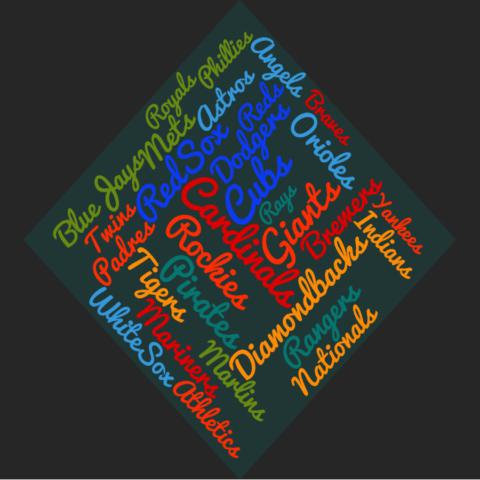 Phillies
Angels
Royals
Astros
Reds
Braves
Mets
Red Sox
Dodgers
Orioles
Blue Jays
Cubs
Rays
Twins
Padres
Cardinals
Giants
Brewers
Yankees
Indians
Rockies
Tigers
Pirates
Diamondbacks
White Sox
Mariners
Rangers
Nationals
Marlins
Athletics